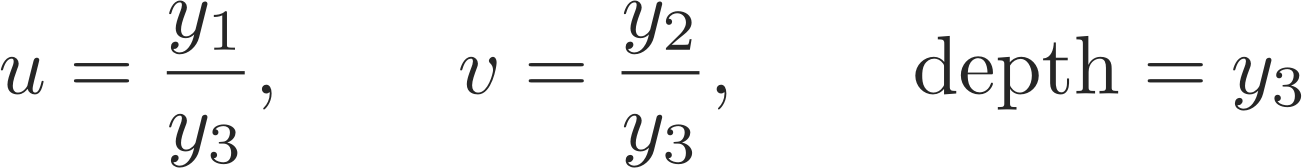 u = y₁/y₃, v = y₂/y₃, depth = y₃